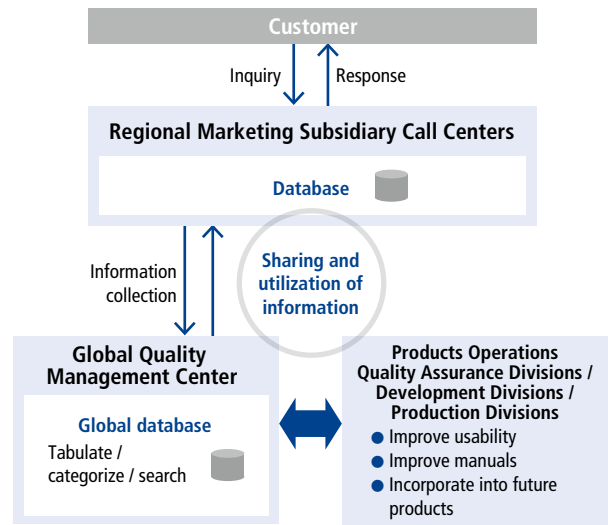 Customer
Inquiry
Response
Regional Marketing Subsidiary Call Centers
Database
Information
collection
Sharing and
utilization of
information
Global Quality
Management Center
Global database
Tabulate /
categorize / search
Products Operations
Quality Assurance Divisions /
Development Divisions /
Production Divisions
● Improve usability
● Improve manuals
● Incorporate into future
products